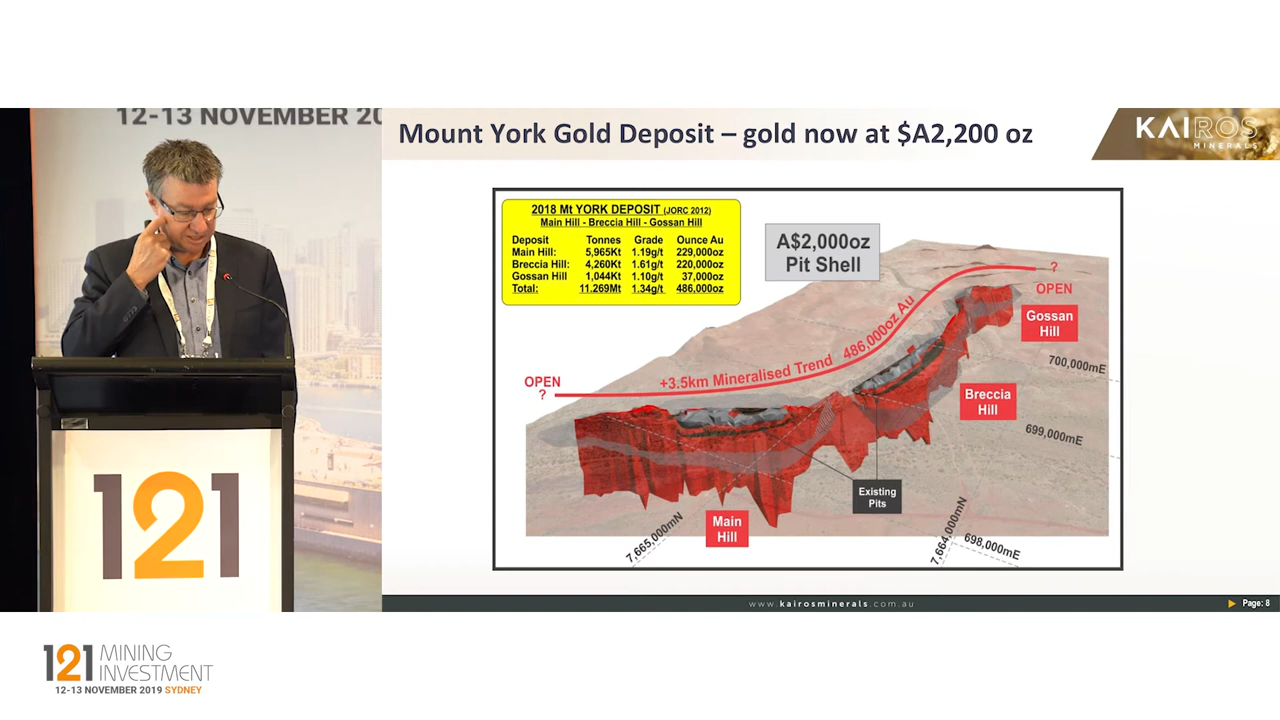 12-13 NOVEMBER 20
Mount York Gold Deposit – gold now at $A2,200 oz
KAIROS
MINERALS
2018 Mt YORK DEPOSIT (JORC 2012)
Main Hill - Breccia Hill - Gossan Hill
Deposit Tonnes Grade Ounce Au
Main Hill: 5,965Kt 1.19g/t 229,000oz
Breccia Hill: 4,260Kt 1.61g/t 220,000oz
Gossan Hill 1,044Kt 1.10g/t 37,000oz
Total: 11.269Mt 1.34g/t 486,000oz
A$2,000oz
Pit Shell
?
OPEN
Gossan
Hill
700,000mE
+3.5km Mineralised Trend 486,000oz Au
OPEN
?
Breccia
Hill
699,000mE
Existing
Pits
Main
Hill
7,665,000mN
7,664,000mN
698,000mE
121
www.kairosminerals.com.au
Page: 8
121 MINING
INVESTMENT
12-13 NOVEMBER 2019 SYDNEY